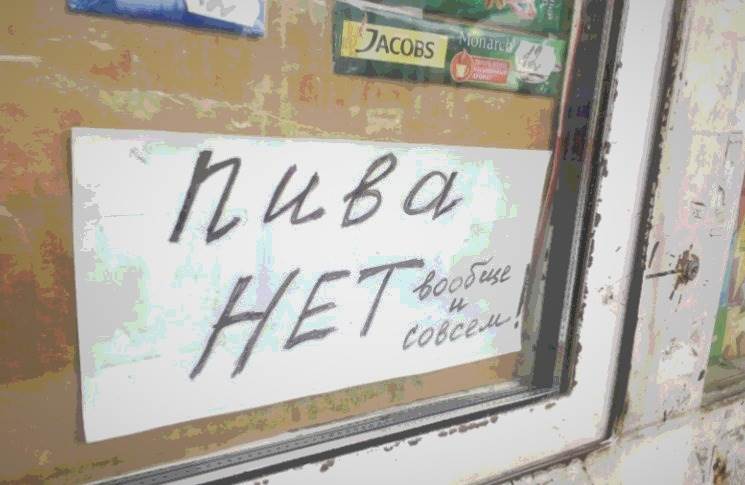 JACOBS
Monarch
пива
НЕТ
вообще
и
совсем!